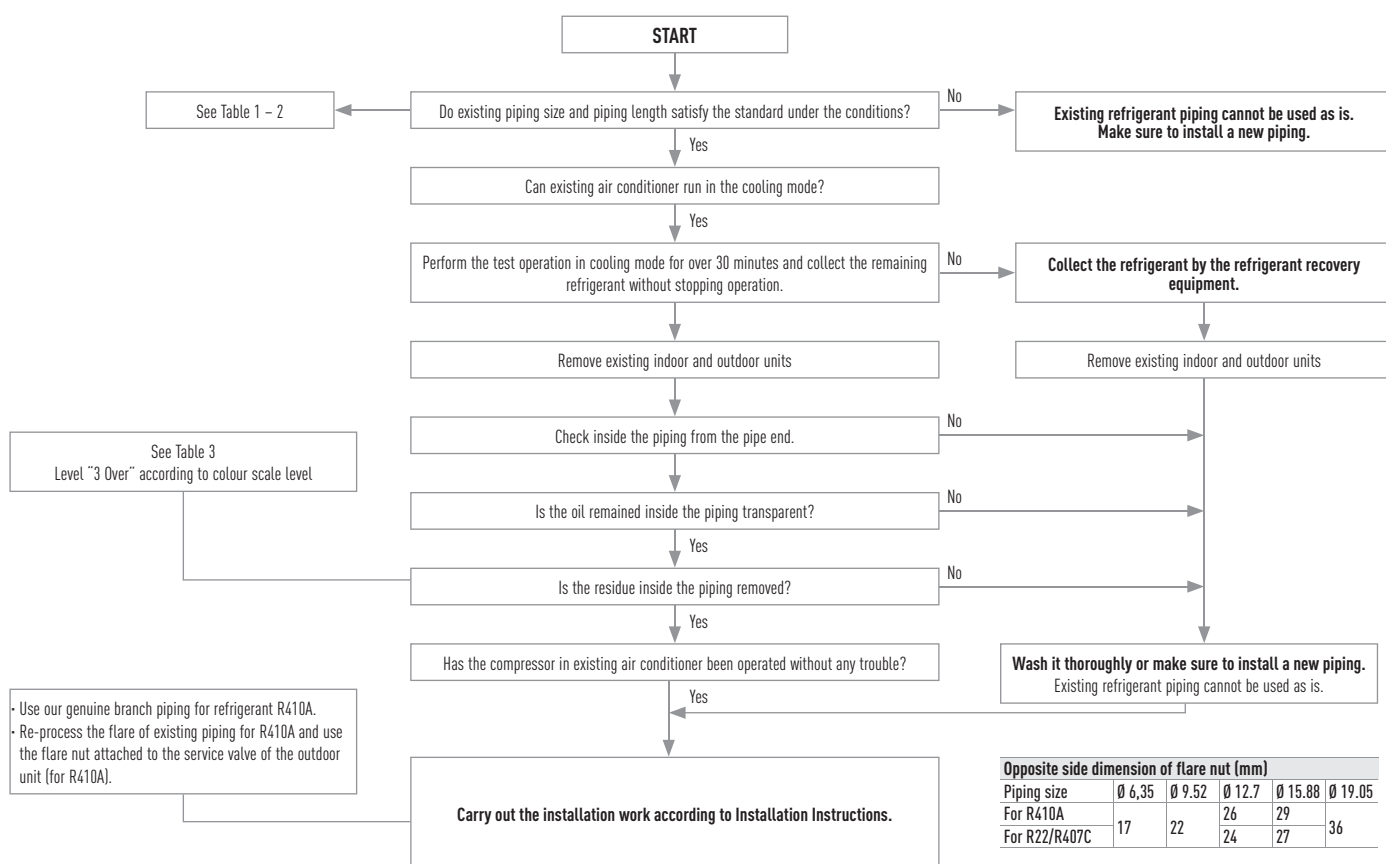 START
See Table 1 – 2
Do existing piping size and piping length satisfy the standard under the conditions?
No
Existing refrigerant piping cannot be used as is.
Make sure to install a new piping.
Yes
Can existing air conditioner run in the cooling mode?
Yes
Perform the test operation in cooling mode for over 30 minutes and collect the remaining
refrigerant without stopping operation.
No
Collect the refrigerant by the refrigerant recovery
equipment.
Remove existing indoor and outdoor units
Remove existing indoor and outdoor units
Check inside the piping from the pipe end.
No
See Table 3
Level "3 Over" according to colour scale level
Is the oil remained inside the piping transparent?
No
Yes
Is the residue inside the piping removed?
No
Yes
Has the compressor in existing air conditioner been operated without any trouble?
Wash it thoroughly or make sure to install a new piping.
Existing refrigerant piping cannot be used as is.
Yes
· Use our genuine branch piping for refrigerant R410A.
· Re-process the flare of existing piping for R410A and use
the flare nut attached to the service valve of the outdoor
unit (for R410A).
Carry out the installation work according to Installation Instructions.
Opposite side dimension of flare nut (mm)
Piping size Ø 6,35 Ø 9.52 Ø 12.7 Ø 15.88 Ø 19.05
For R410A 17 22 26 29 36
For R22/R407C 24 27